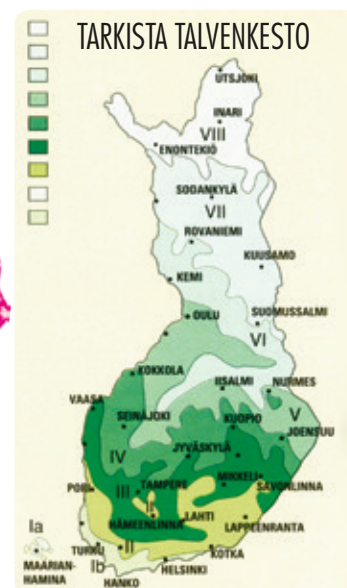 TARKISTA TALVENKESTO
UTSJOKI
INARI
VIII
ENONTEKIÖ
SODANKYLÄ
VII
ROVANIEMI
KUUSAMO
KEMI
OULU
SUOMUSSALMI
VI
KOKKOLA
IISALMI
NURMES
VAASA
SEINÄJOKI
KUOPIO
V
JOENSUU
IV
JYVÄSKYLÄ
PORI
III
TAMPERE
MIKKELI
SAVONLINNA
II
Ia
HÄMEENLINNA
LAHTI
LAPPEENRANTA
MAARIAN-
HAMINA
TURKU
II
KOTKA
Ib
HELSINKI
HANKO